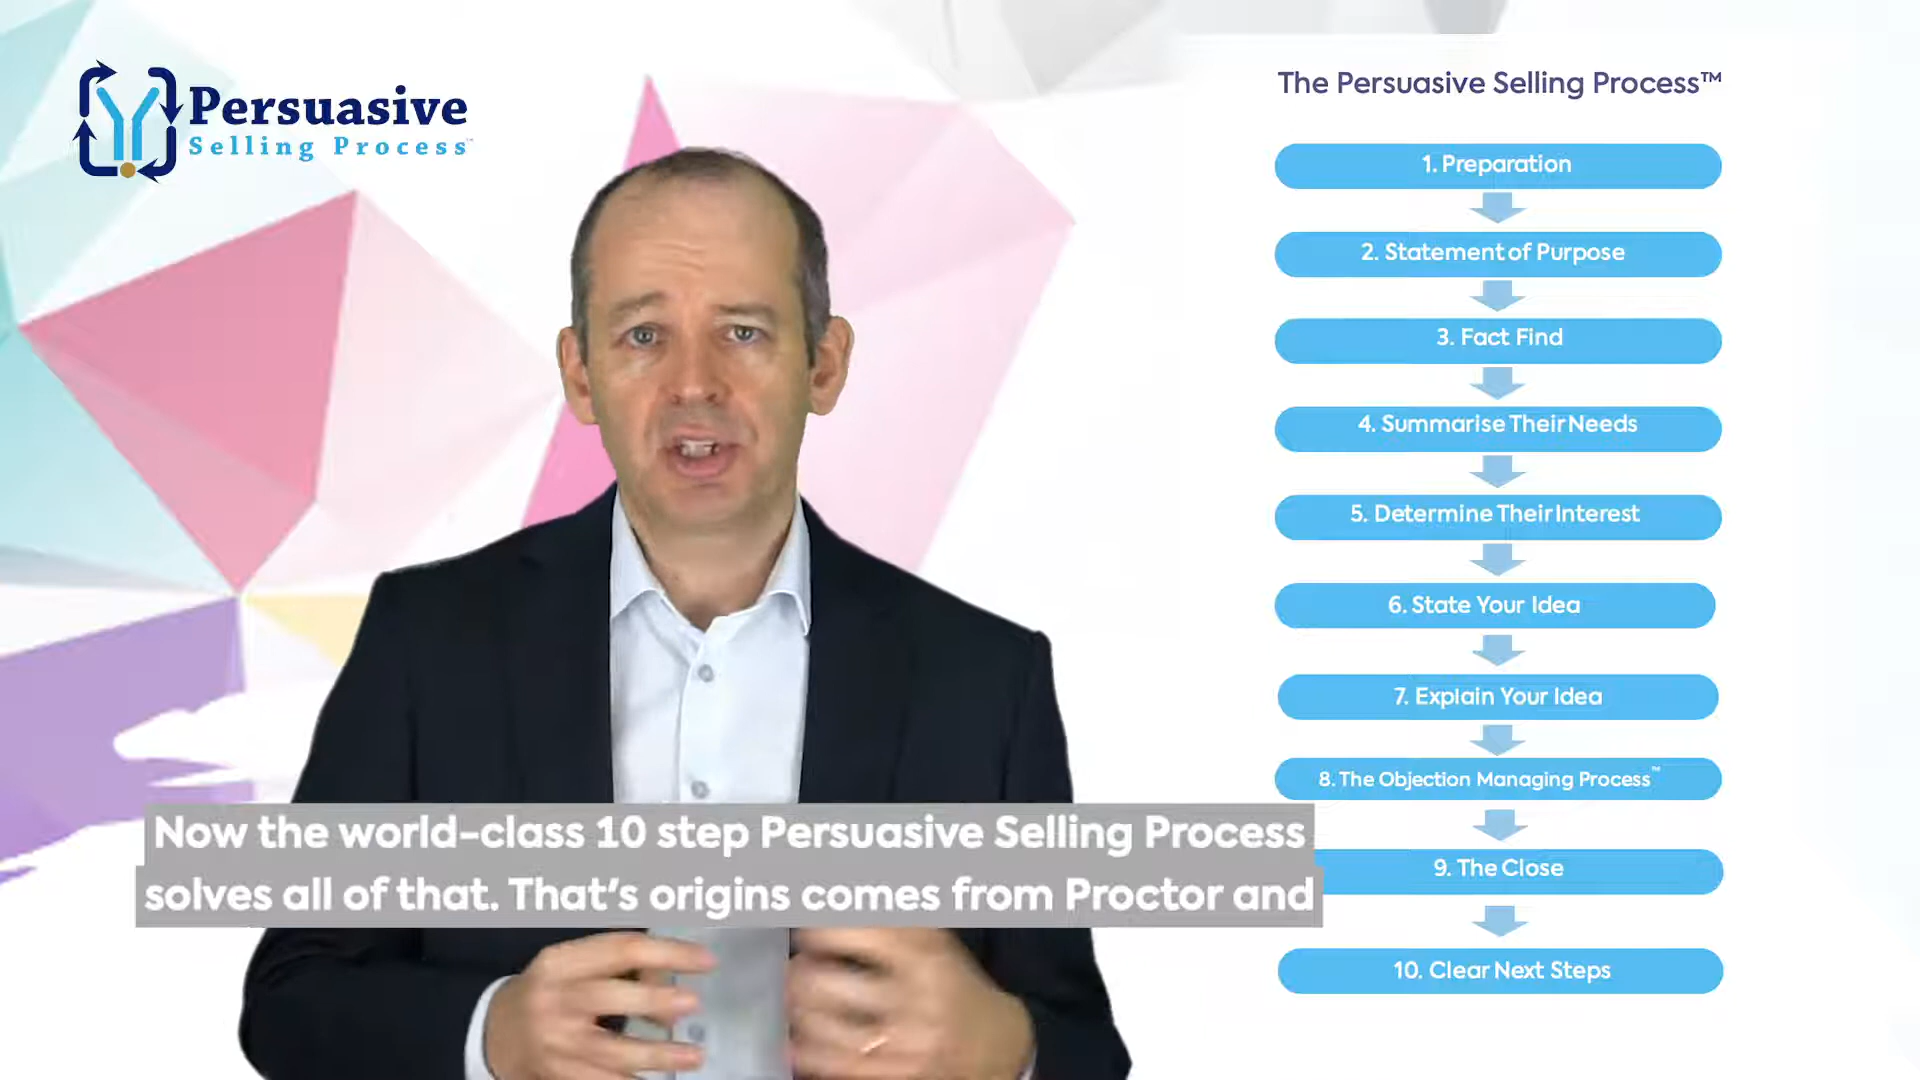 Persuasive
Selling Process™
The Persuasive Selling Process™
1. Preparation
2. Statement of Purpose
3. Fact Find
4. Summarise Their Needs
5. Determine Their Interest
6. State Your Idea
7. Explain Your Idea
8. The Objection Managing Process™
9. The Close
10. Clear Next Steps
Now the world-class 10 step Persuasive Selling Process
solves all of that. That's origins comes from Proctor and